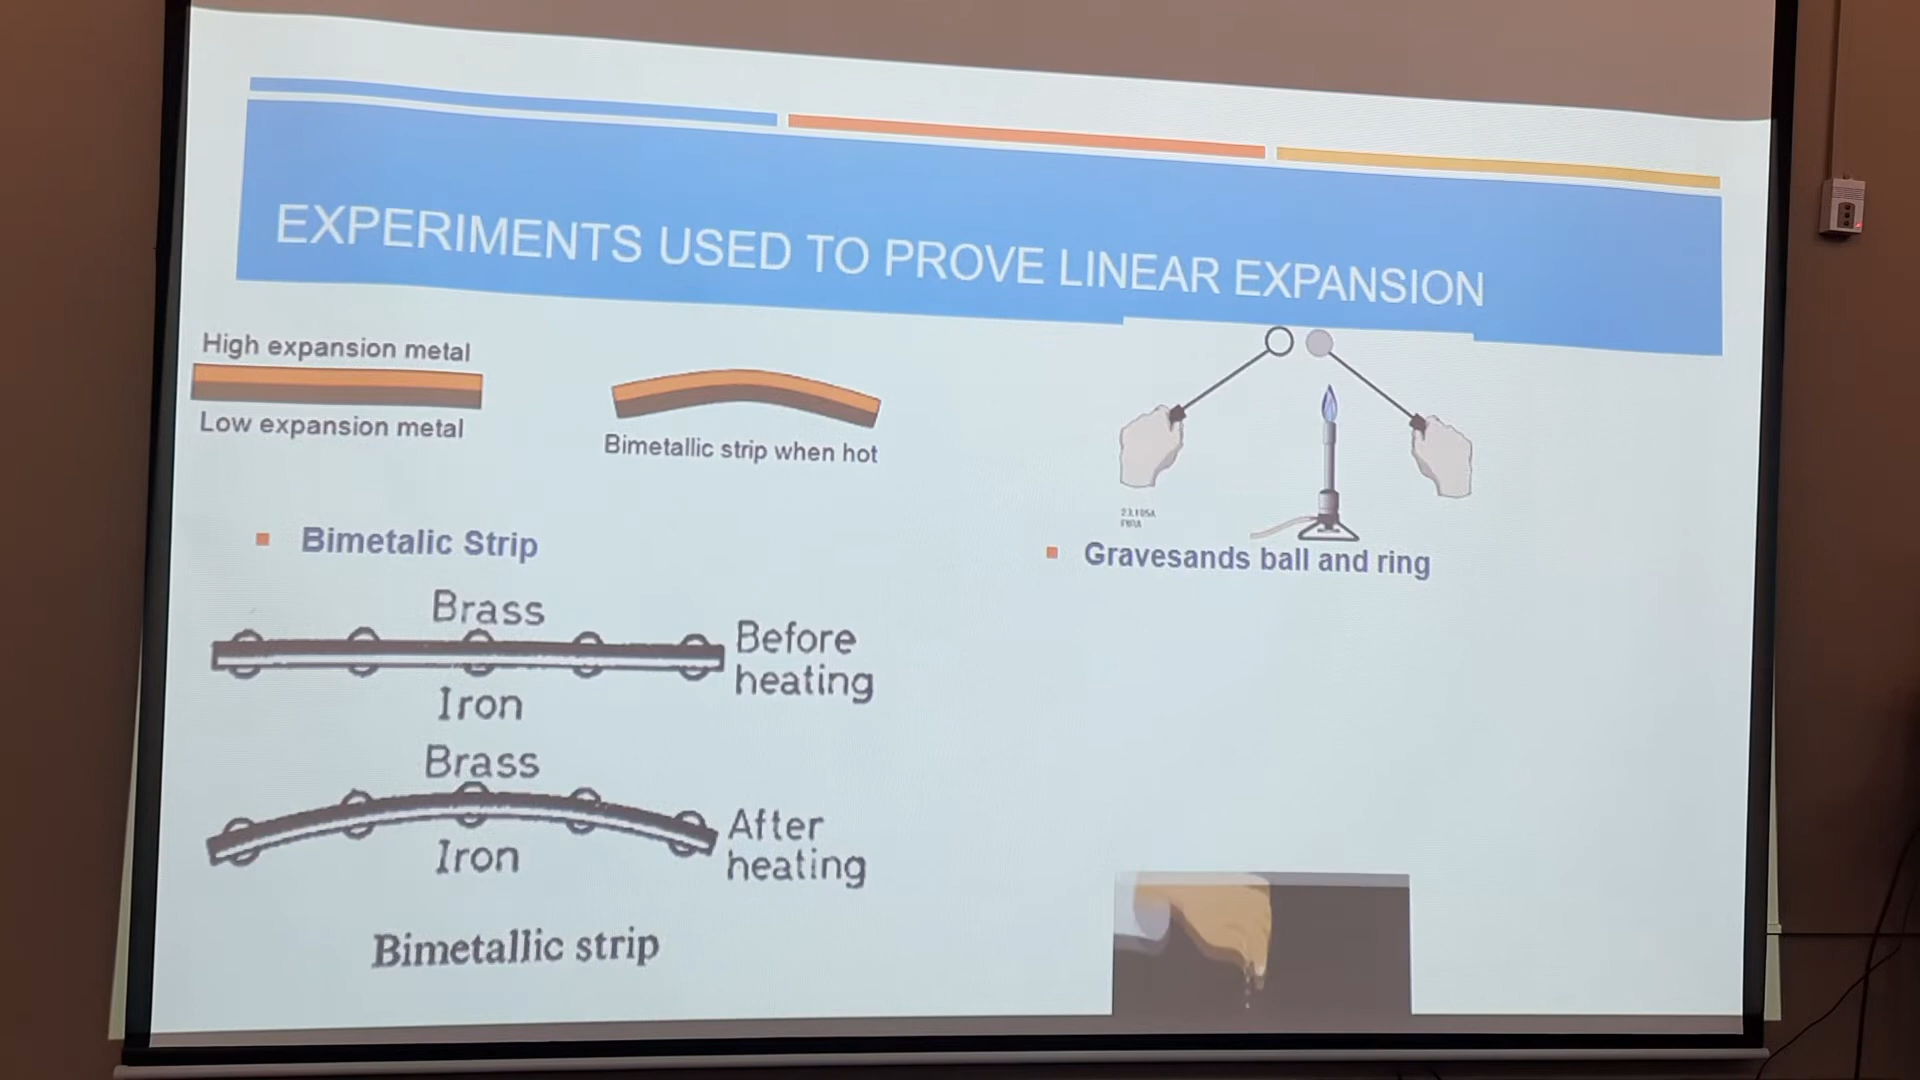 EXPERIMENTS USED TO PROVE LINEAR EXPANSION
High expansion metal
Low expansion metal
Bimetallic strip when hot
Bimetalic Strip
Brass
Before
heating
Iron
Brass
After
heating
Iron
Bimetallic strip
Gravesands ball and ring